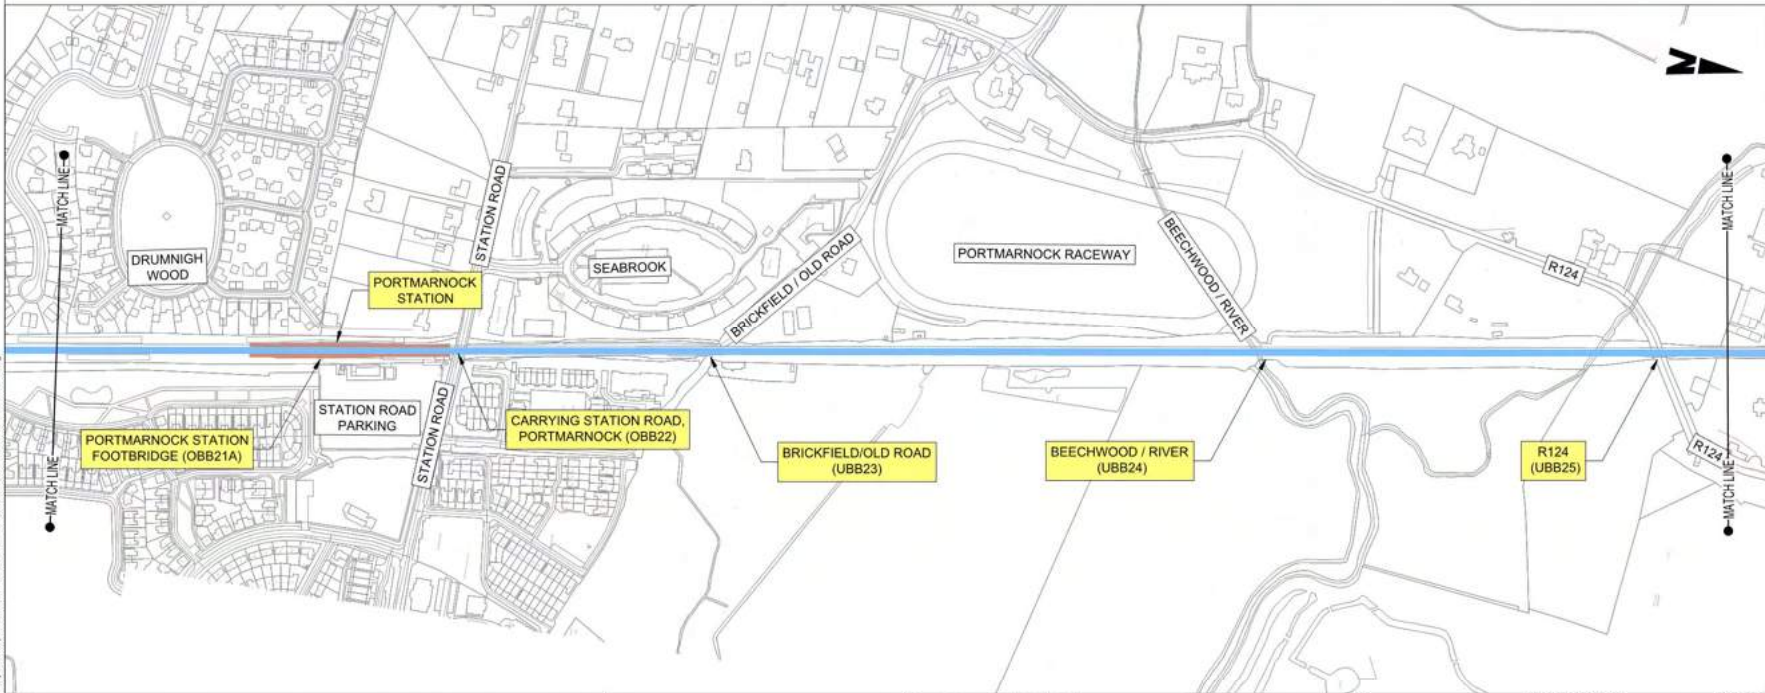 N
MATCH LINE
MATCH LINE
STATION ROAD
DRUMNIGH
WOOD
SEABROOK
BRICKFIELD / OLD ROAD
PORTMARNOCK RACEWAY
BEECHWOOD / RIVER
R124
PORTMARNOCK
STATION
STATION ROAD
PARKING
STATION ROAD
CARRYING STATION ROAD,
PORTMARNOCK (OBB22)
PORTMARNOCK STATION
FOOTBRIDGE (OBB21A)
BRICKFIELD/OLD ROAD
(UBB23)
BEECHWOOD / RIVER
(UBB24)
R124
(UBB25)
R124
MATCH LINE
MATCH LINE